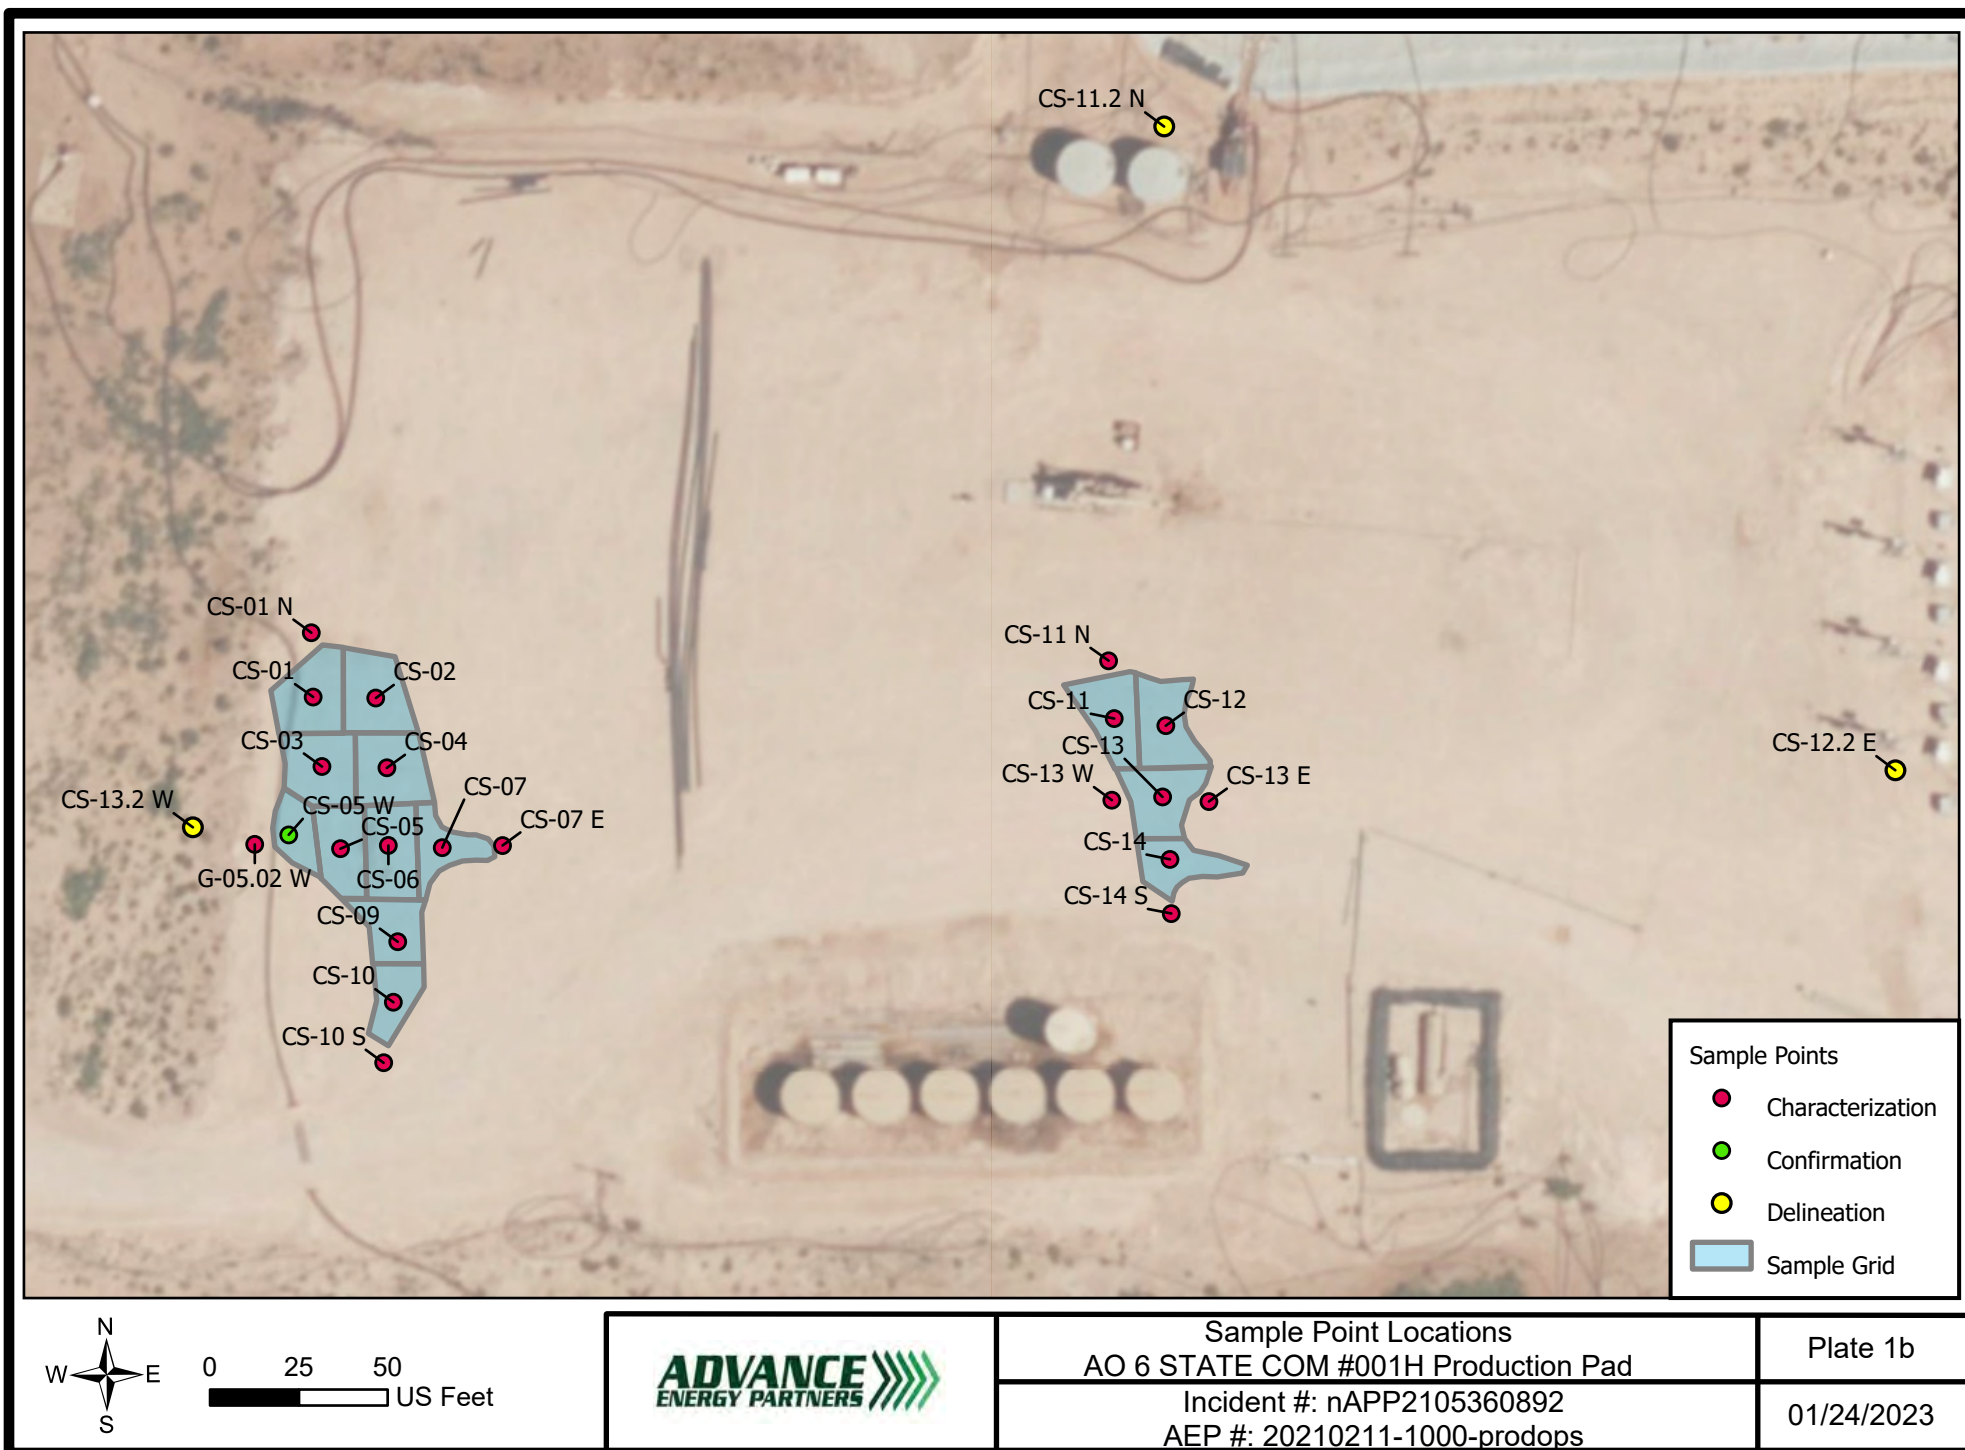 CS-11.2 N
CS-01 N
CS-01
CS-02
CS-03
CS-04
CS-07
CS-05 W
CS-13.2 W
CS-05
CS-07 E
G-05.02 W
CS-06
CS-09
CS-10
CS-10 S
CS-11 N
CS-11
CS-12
CS-13
CS-13 W
CS-13 E
CS-14
CS-14 S
CS-12.2 E
Sample Points
Characterization
Confirmation
Delineation
Sample Grid
N
W E
S
0 25 50
US Feet
ADVANCE
ENERGY PARTNERS
Sample Point Locations
AO 6 STATE COM #001H Production Pad
Incident #: nAPP2105360892
AEP #: 20210211-1000-prodops
Plate 1b
01/24/2023